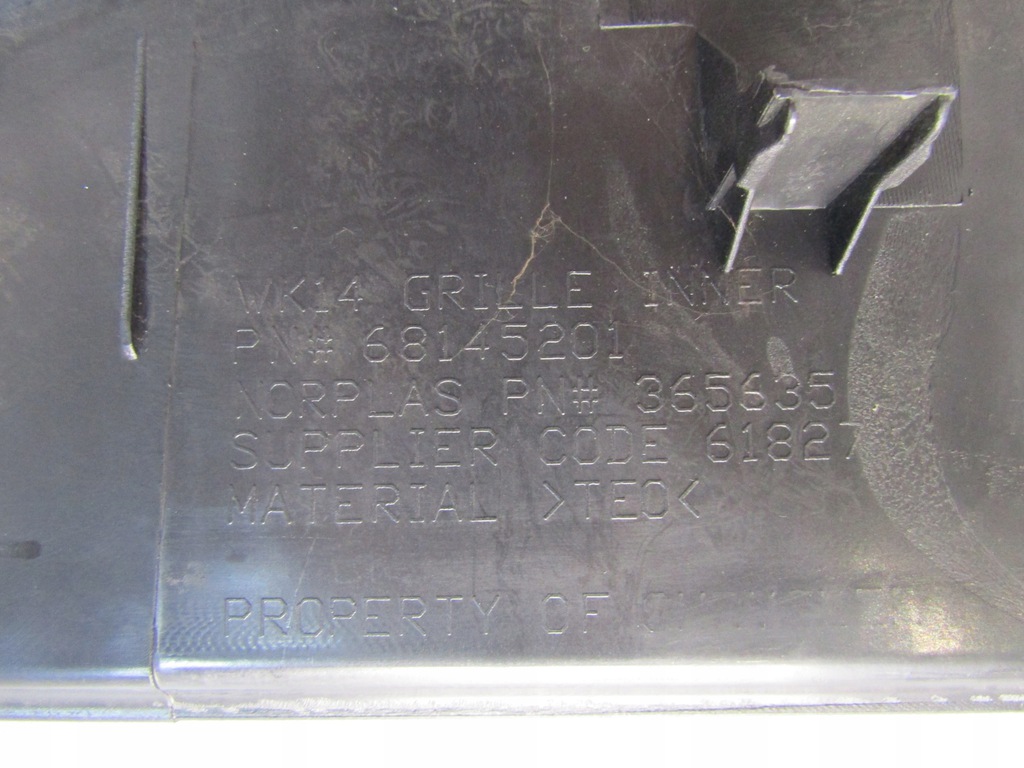 WK14 GRILLE INNER
PN# 68145201
NORPLAS PN# 365635
SUPPLIER CODE 61827
MATERIAL >TEO<
PROPERTY OF